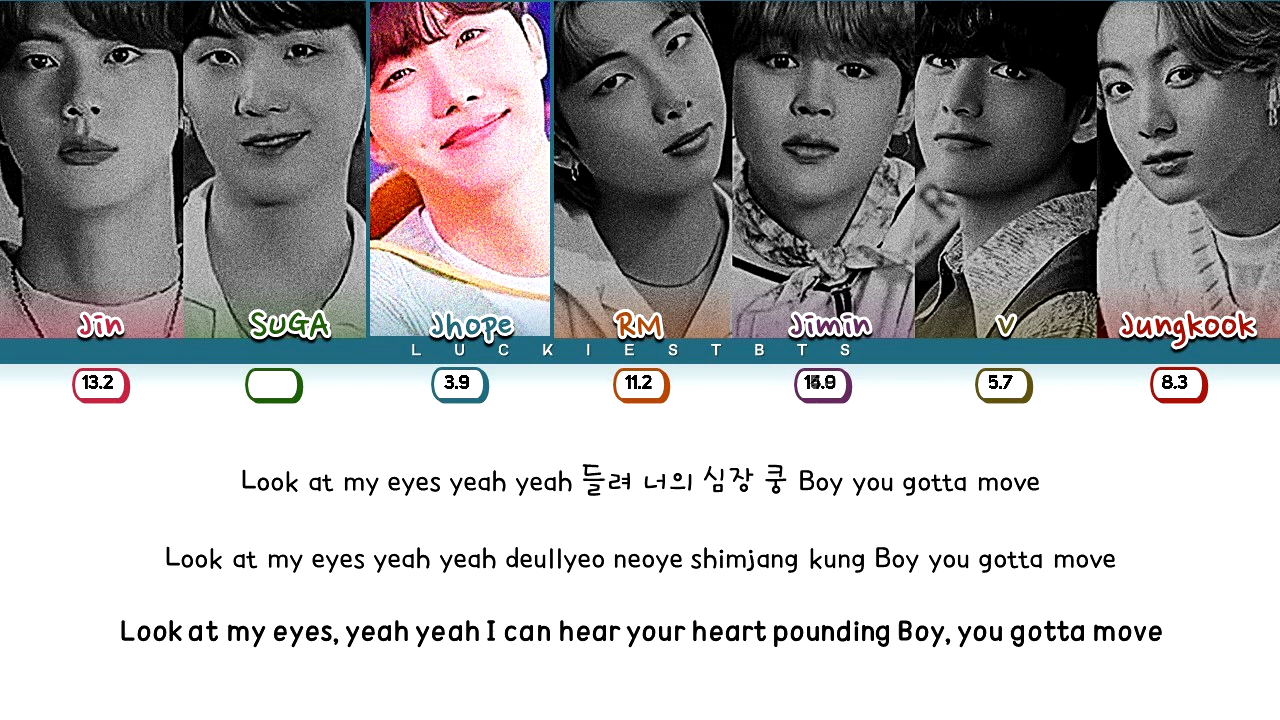 Jin SUGA Jhope RM Jimin V Jungkook
LUCKIESTBTS
13.2 3.9 11.2 5.7 8.3
Look at my eyes yeah yeah 들려 너의 심장 쿵 Boy you gotta move
Look at my eyes yeah yeah deullyeo neoye shimjang kung Boy you gotta move
Look at my eyes, yeah yeah I can hear your heart pounding Boy, you gotta move